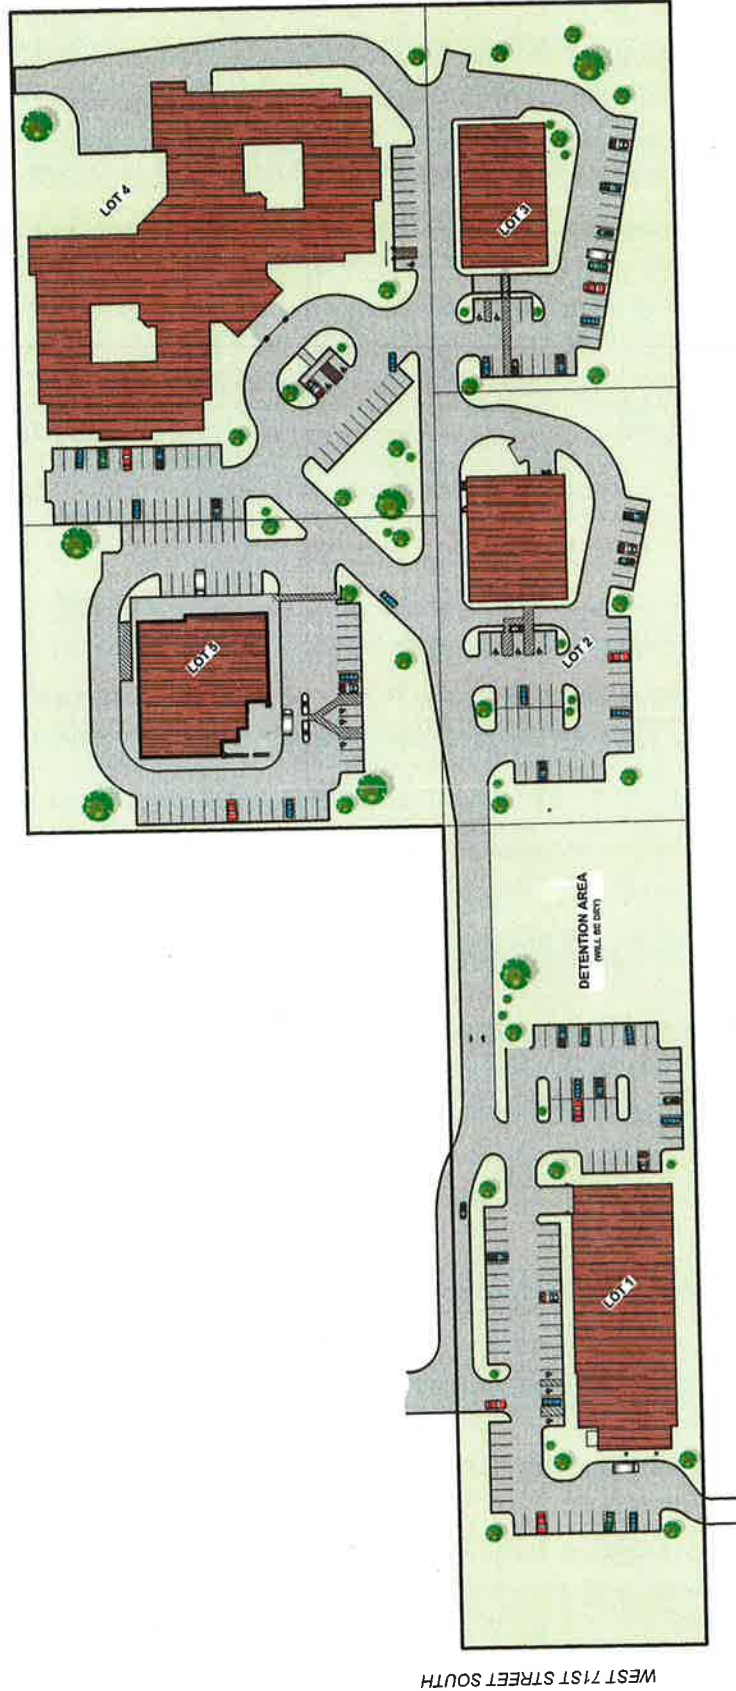 LOT 4
LOT 3
LOT 5
LOT 2
DETENTION AREA
(WILL BE DRY)
LOT 1
WEST 71ST STREET SOUTH